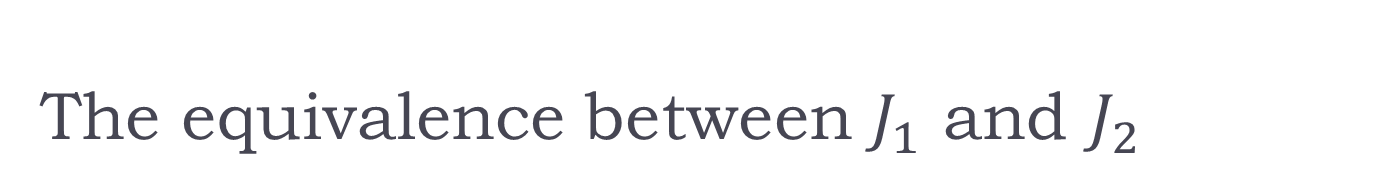 The equivalence between J₁ and J₂